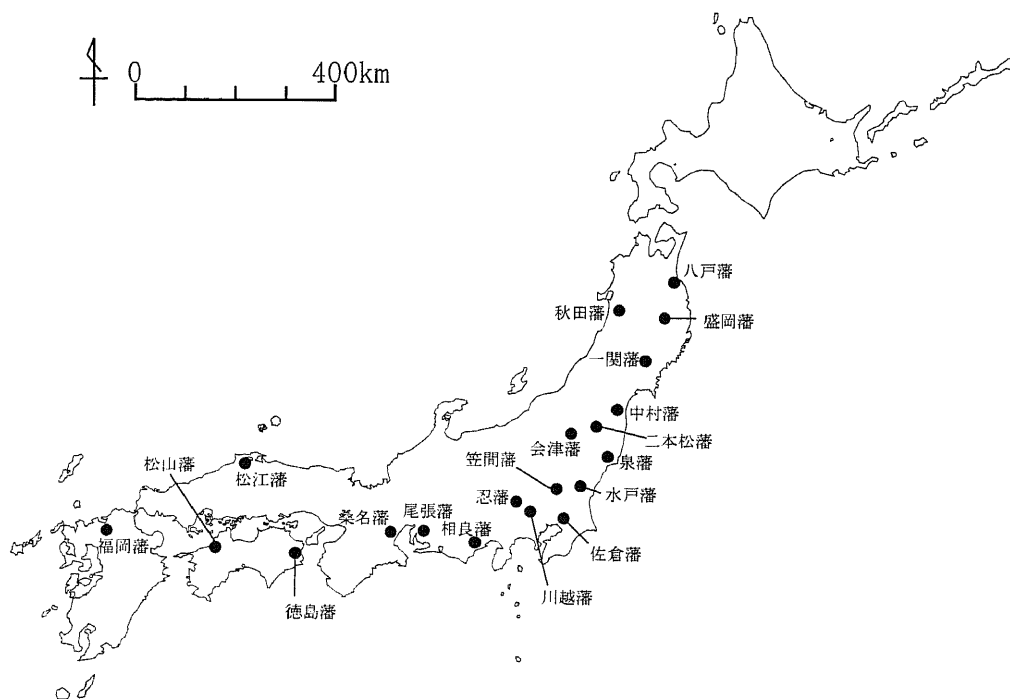 0 400km
八戸藩
秋田藩
盛岡藩
一関藩
中村藩
二本松藩
会津藩
泉藩
笠間藩
水戸藩
松山藩
松江藩
忍藩
桑名藩
尾張藩
相良藩
福岡藩
佐倉藩
川越藩
徳島藩